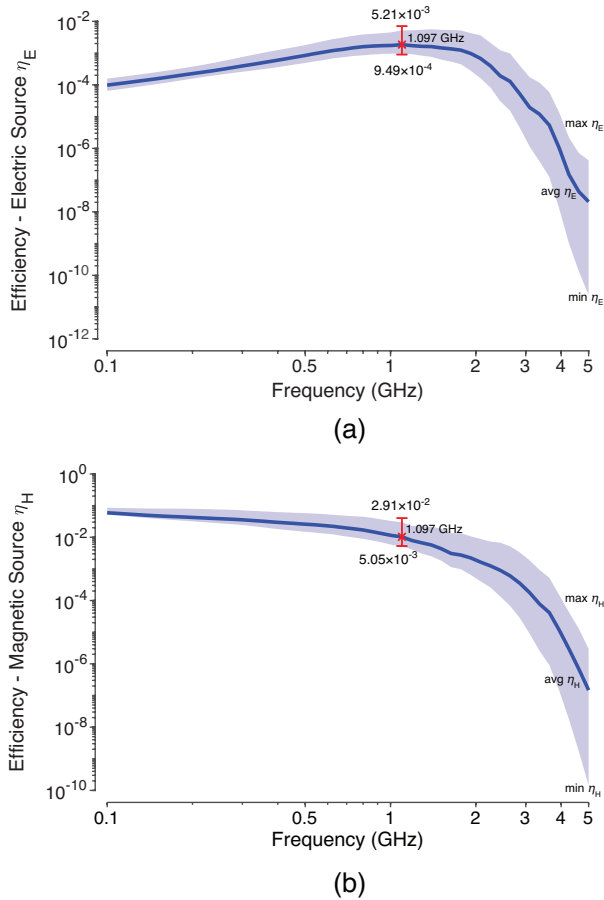 Efficiency - Electric Source η_E
10⁻²
10⁻⁴
10⁻⁶
10⁻⁸
10⁻¹⁰
10⁻¹²
5.21×10⁻³
1.097 GHz
9.49×10⁻⁴
max η_E
avg η_E
min η_E
0.1 0.5 1 2 3 4 5
Frequency (GHz)
(a)
Efficiency - Magnetic Source η_H
10⁰
10⁻²
10⁻⁴
10⁻⁶
10⁻⁸
10⁻¹⁰
2.91×10⁻²
1.097 GHz
5.05×10⁻³
max η_H
avg η_H
min η_H
0.1 0.5 1 2 3 4 5
Frequency (GHz)
(b)